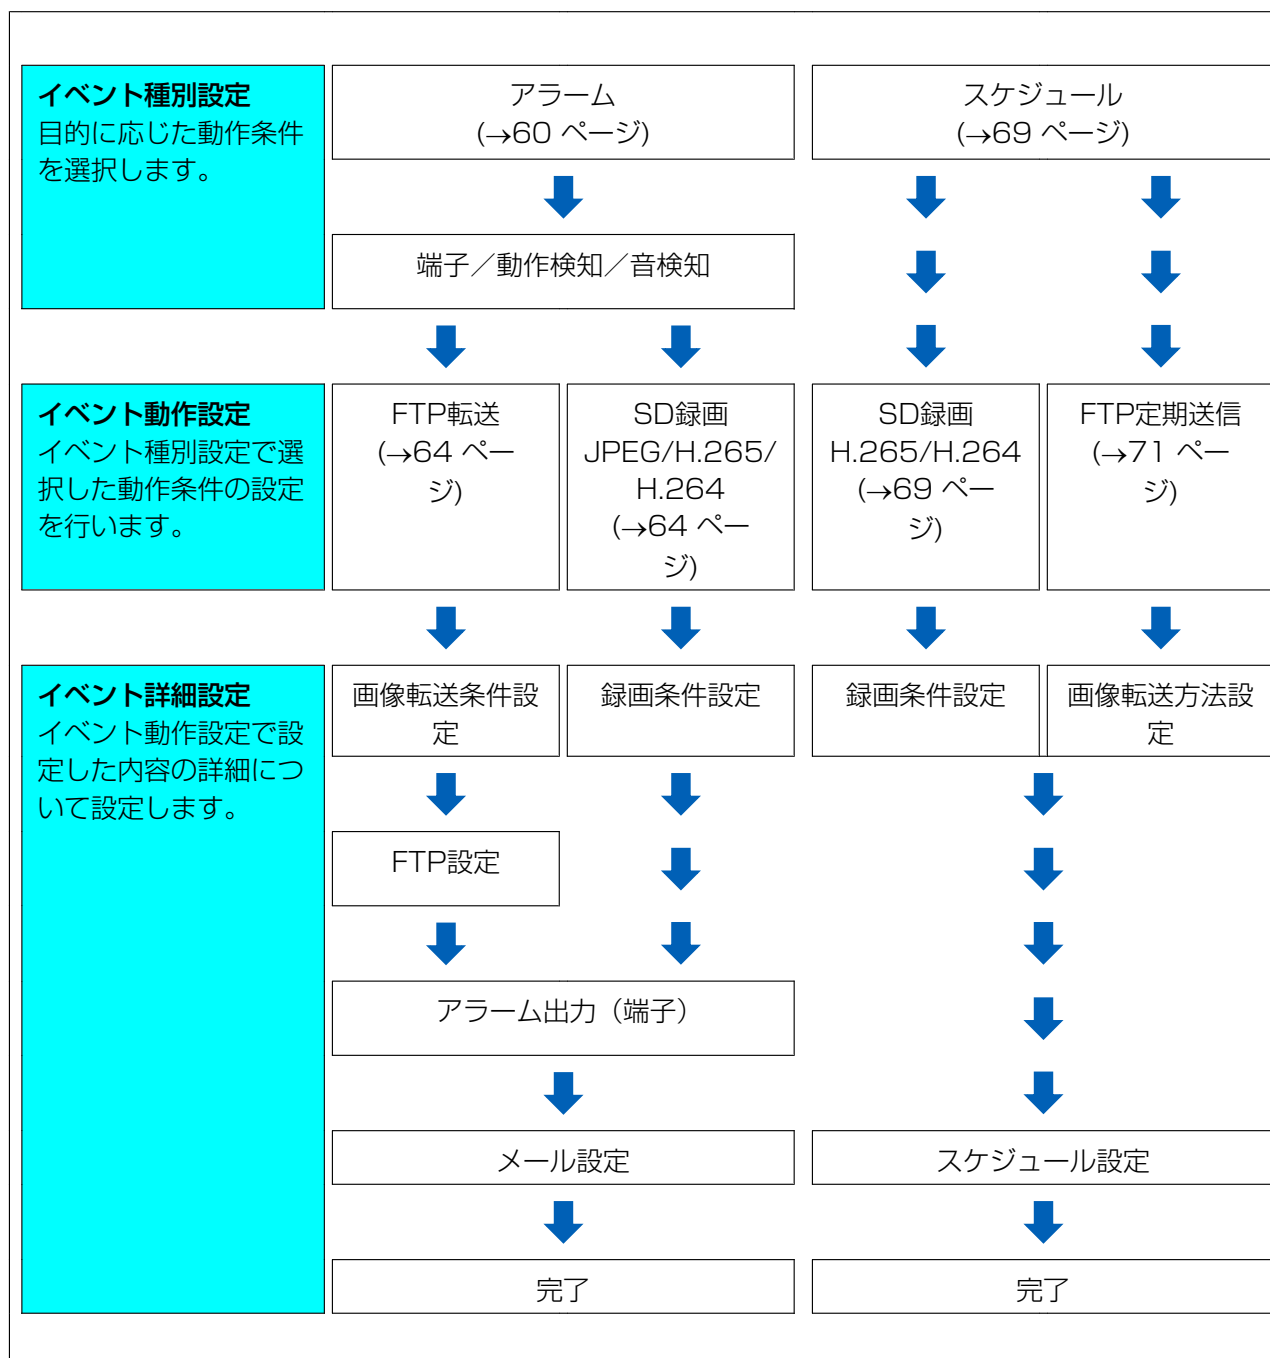 イベント種別設定
目的に応じた動作条件
を選択します。
アラーム
(→60 ページ)
スケジュール
(→69 ページ)
端子／動作検知／音検知
イベント動作設定
イベント種別設定で選
択した動作条件の設定
を行います。
FTP転送
(→64 ペー
ジ)
SD録画
JPEG/H.265/
H.264
(→64 ペー
ジ)
SD録画
H.265/H.264
(→69 ペー
ジ)
FTP定期送信
(→71 ペー
ジ)
イベント詳細設定
イベント動作設定で設
定した内容の詳細につ
いて設定します。
画像転送条件設
定
録画条件設定
録画条件設定
画像転送方法設
定
FTP設定
アラーム出力（端子）
メール設定
スケジュール設定
完了
完了